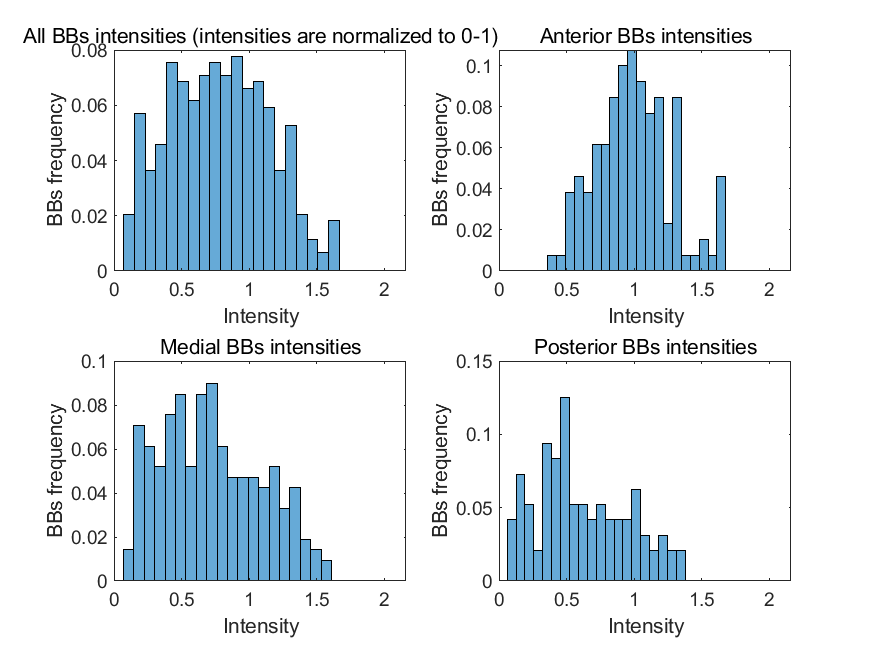 All BBs intensities (intensities are normalized to 0-1)
BBs frequency
0.08
0.06
0.04
0.02
0
0 0.5 1 1.5 2
Intensity
Anterior BBs intensities
BBs frequency
0.1
0.08
0.06
0.04
0.02
0
0 0.5 1 1.5 2
Intensity
Medial BBs intensities
BBs frequency
0.1
0.08
0.06
0.04
0.02
0
0 0.5 1 1.5 2
Intensity
Posterior BBs intensities
BBs frequency
0.15
0.1
0.05
0
0 0.5 1 1.5 2
Intensity